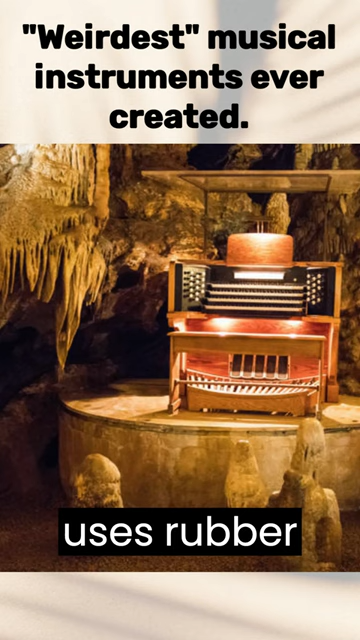 "Weirdest" musical
instruments ever
created.
uses rubber